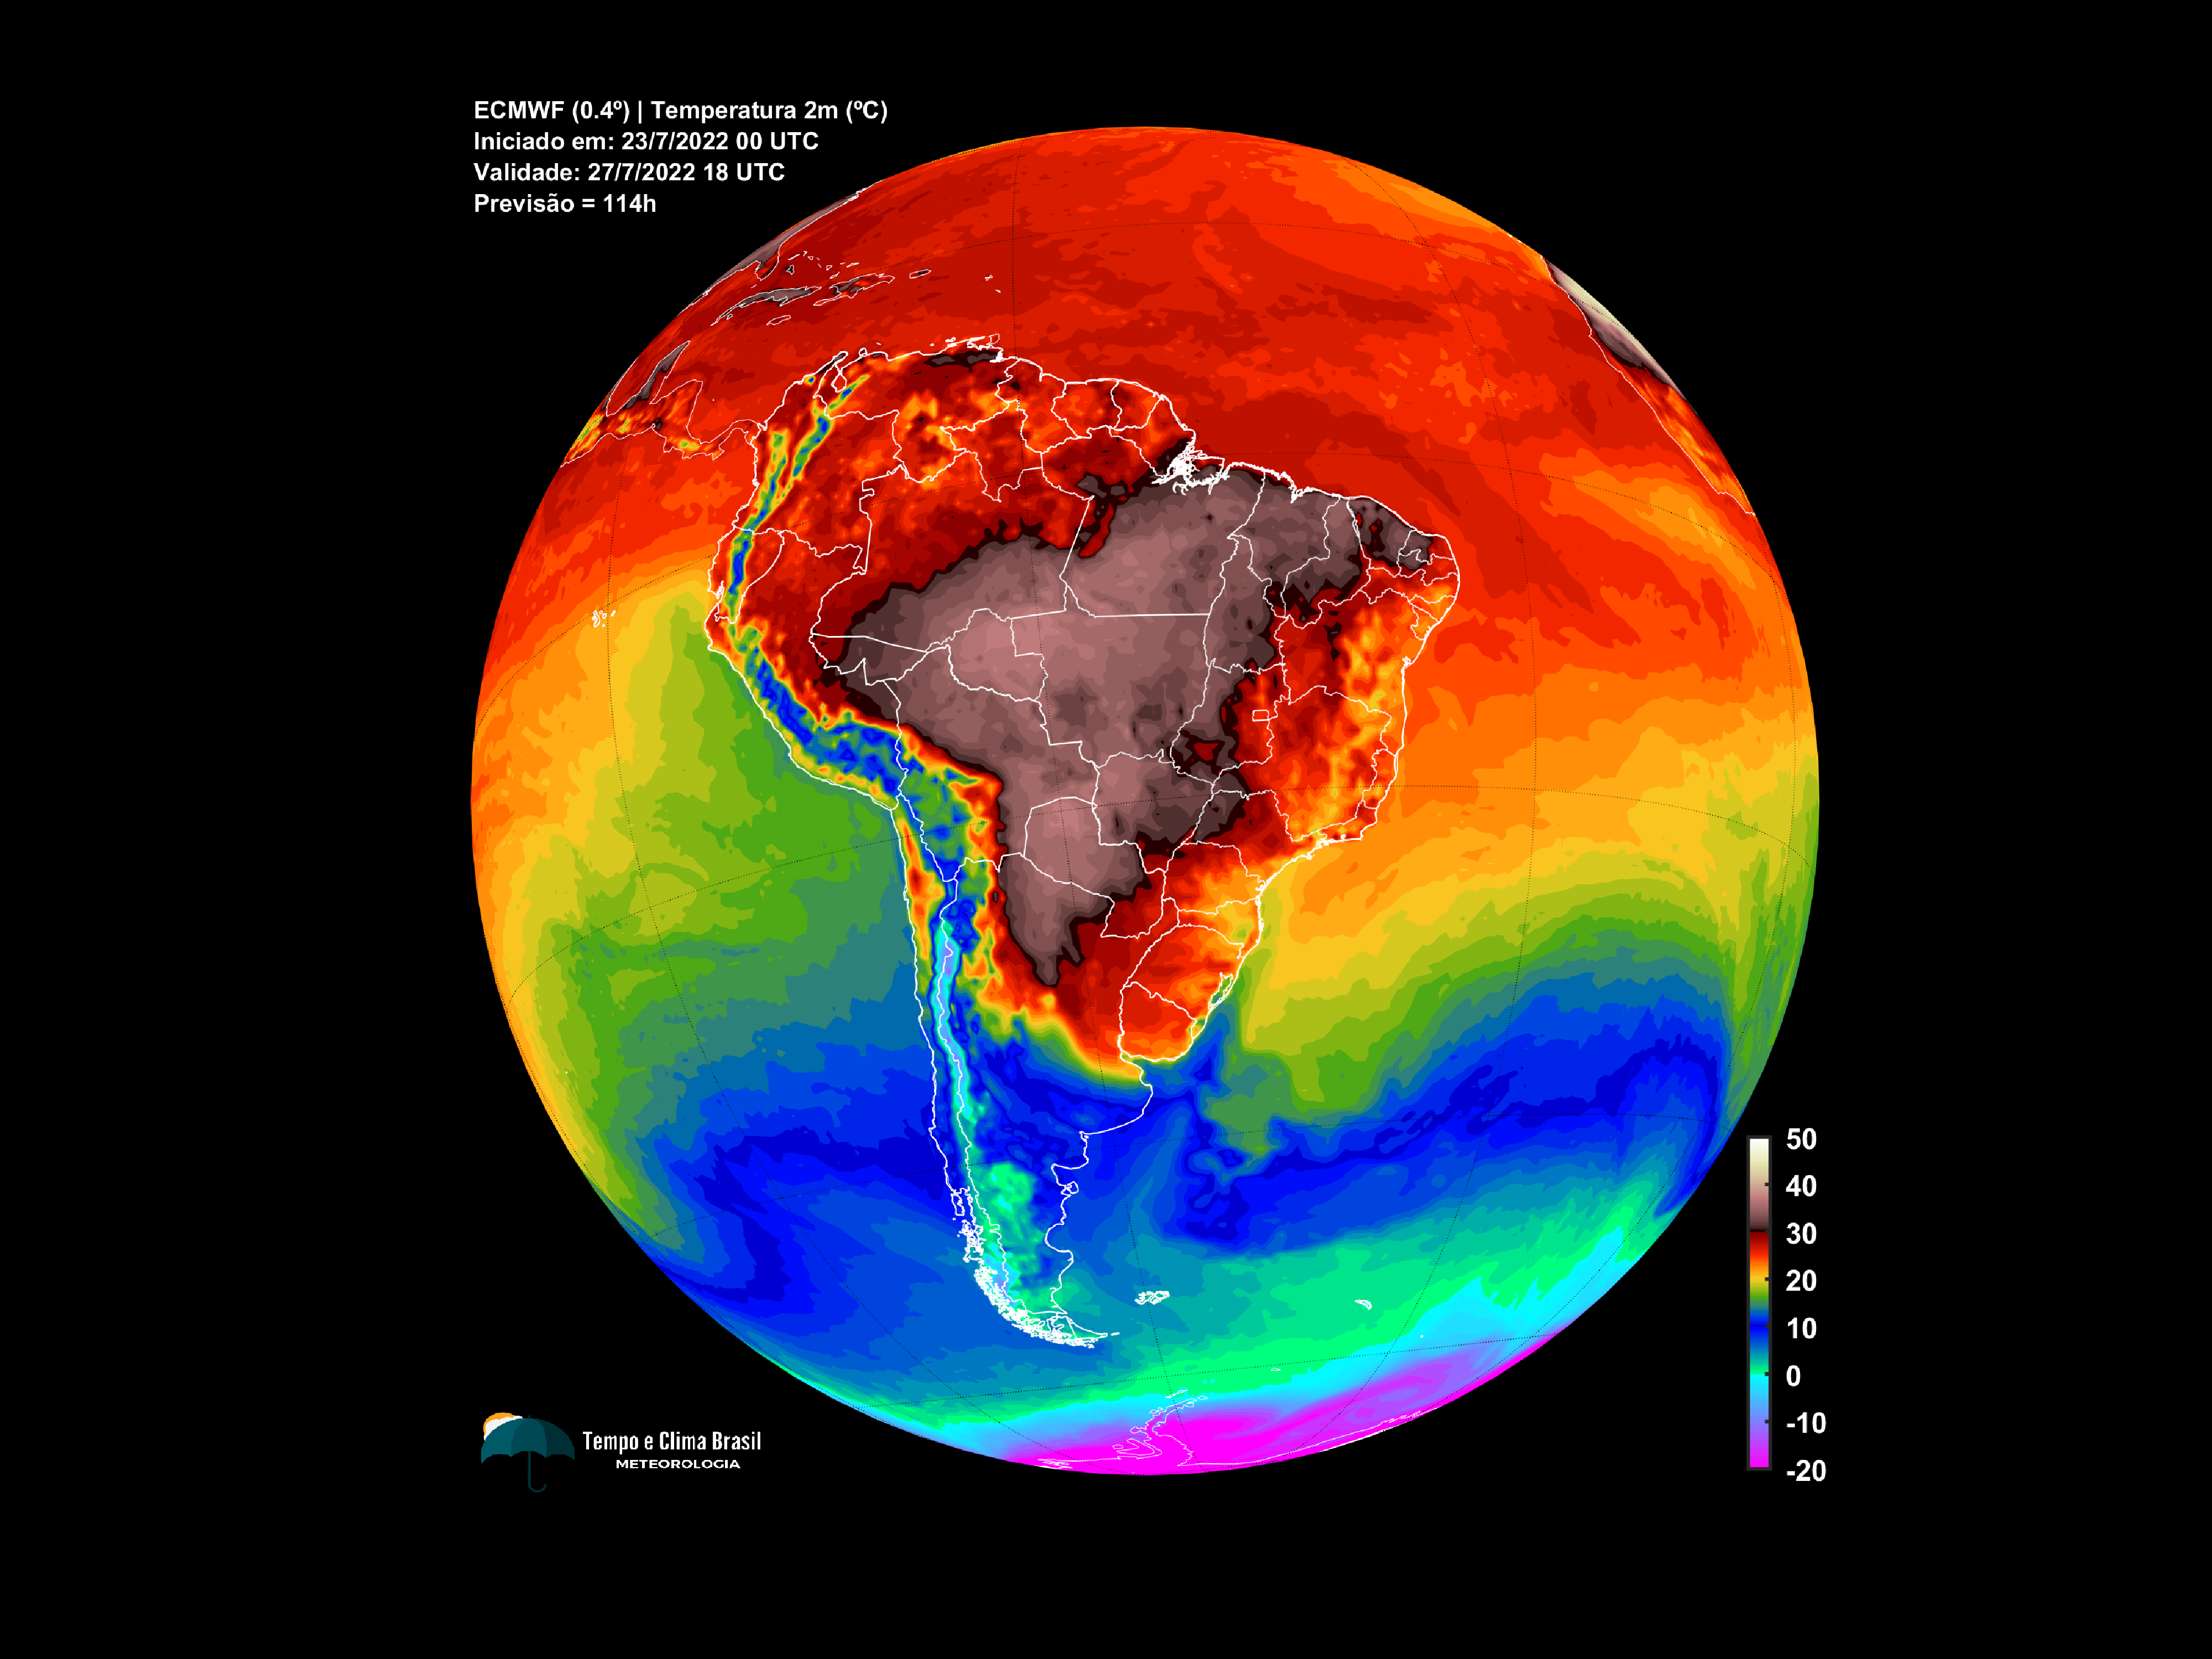 ECMWF (0.4º) | Temperatura 2m (ºC)
Iniciado em: 23/7/2022 00 UTC
Validade: 27/7/2022 18 UTC
Previsão = 114h
50
40
30
20
10
0
-10
-20
Tempo e Clima Brasil
METEOROLOGIA